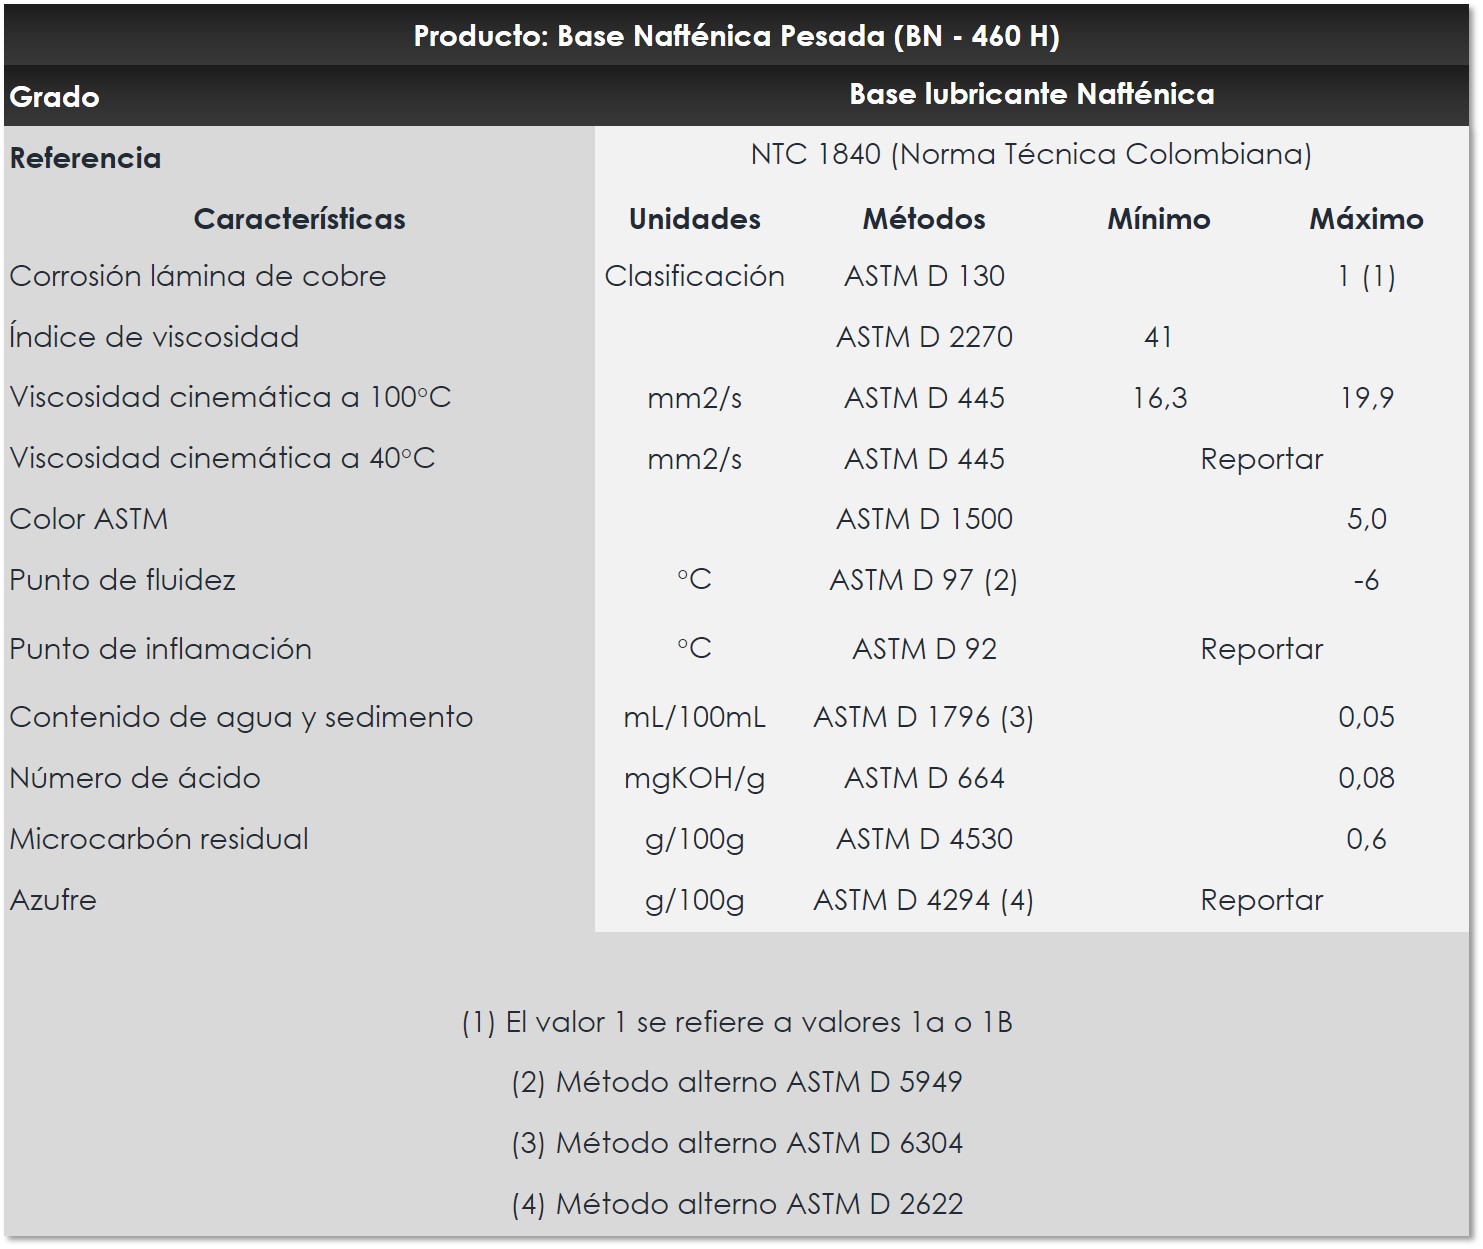 Producto: Base Nafténica Pesada (BN - 460 H)
Grado Base lubricante Nafténica
Referencia NTC 1840 (Norma Técnica Colombiana)
Características Unidades Métodos Mínimo Máximo
Corrosión lámina de cobre Clasificación ASTM D 130 1 (1)
Índice de viscosidad ASTM D 2270 41
Viscosidad cinemática a 100°C mm2/s ASTM D 445 16,3 19,9
Viscosidad cinemática a 40°C mm2/s ASTM D 445 Reportar
Color ASTM ASTM D 1500 5,0
Punto de fluidez °C ASTM D 97 (2) -6
Punto de inflamación °C ASTM D 92 Reportar
Contenido de agua y sedimento mL/100mL ASTM D 1796 (3) 0,05
Número de ácido mgKOH/g ASTM D 664 0,08
Microcarbón residual g/100g ASTM D 4530 0,6
Azufre g/100g ASTM D 4294 (4) Reportar
(1) El valor 1 se refiere a valores 1a o 1B
(2) Método alterno ASTM D 5949
(3) Método alterno ASTM D 6304
(4) Método alterno ASTM D 2622